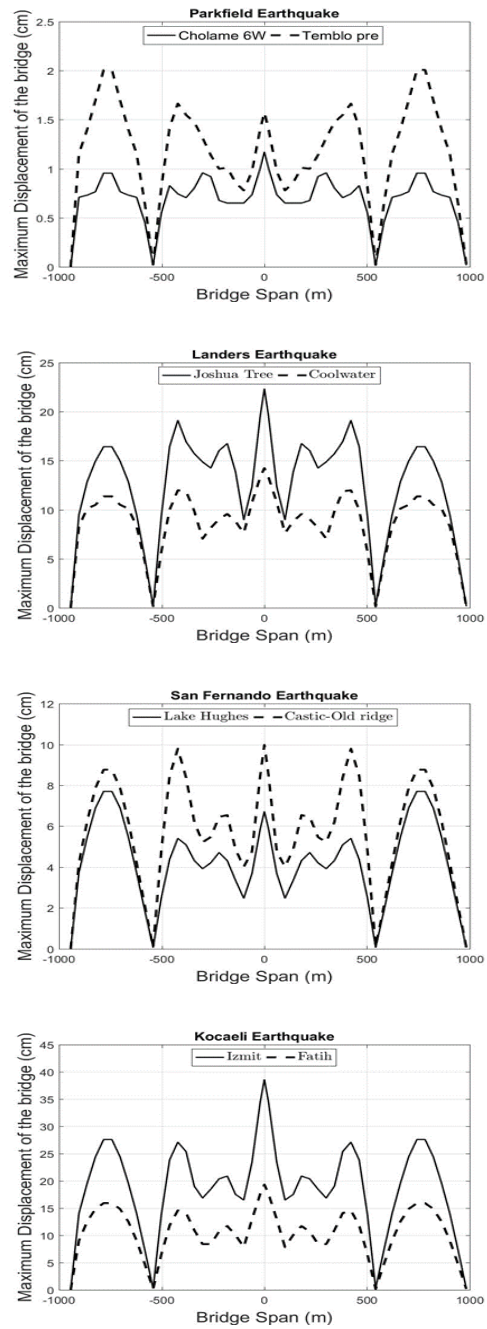 Parkfield Earthquake
Cholame 6W Temblo pre
Maximum Displacement of the bridge (cm)
2.5
2
1.5
1
0.5
0
-1000 -500 0 500 1000
Bridge Span (m)
Landers Earthquake
Joshua Tree Coolwater
Maximum Displacement of the bridge (cm)
25
20
15
10
5
0
-1000 -500 0 500 1000
Bridge Span (m)
San Fernando Earthquake
Lake Hughes Castic-Old ridge
Maximum Displacement of the bridge (cm)
12
10
8
6
4
2
0
-1000 -500 0 500 1000
Bridge Span (m)
Kocaeli Earthquake
Izmit Fatih
Maximum Displacement of the bridge (cm)
45
40
35
30
25
20
15
10
5
0
-1000 -500 0 500 1000
Bridge Span (m)